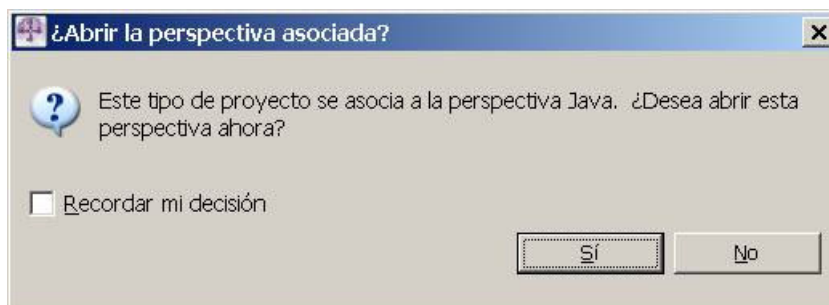 ¿Abrir la perspectiva asociada?
Este tipo de proyecto se asocia a la perspectiva Java. ¿Desea abrir esta
perspectiva ahora?
Recordar mi decisión
Sí
No